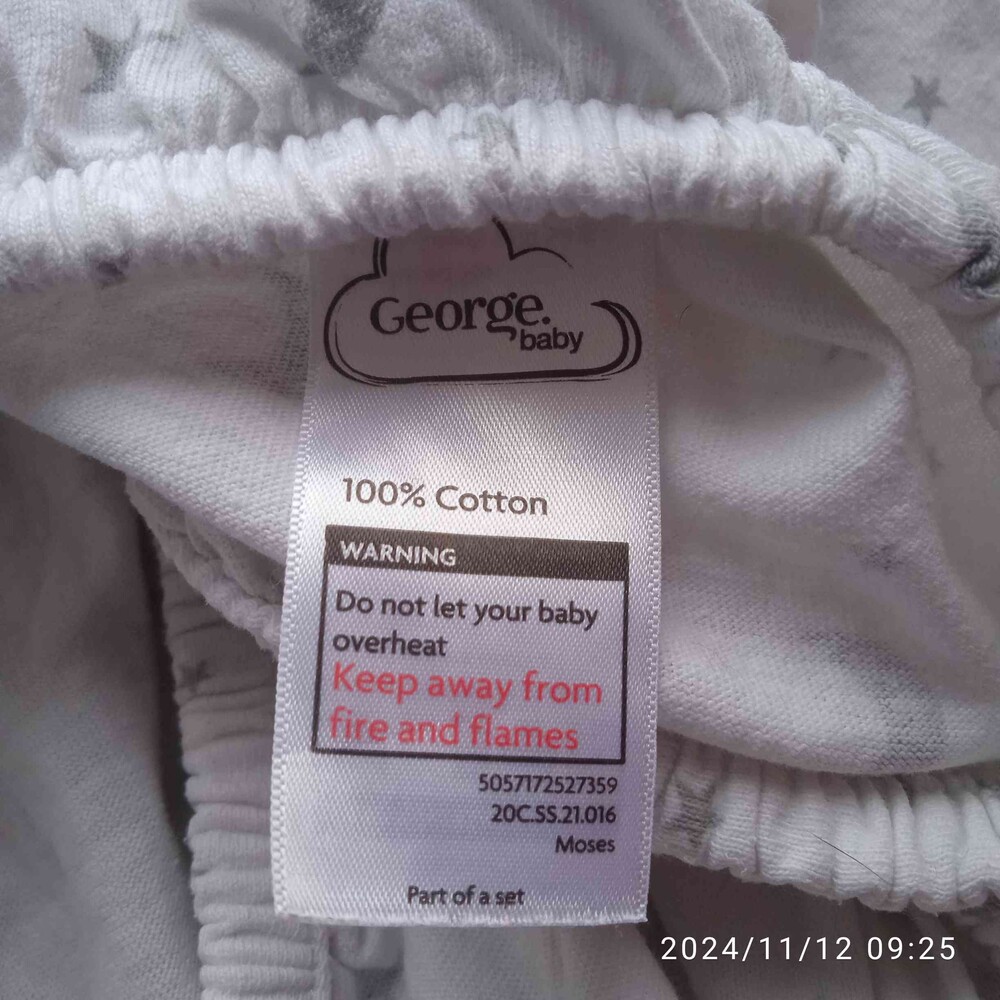 George.
baby
100% Cotton
WARNING
Do not let your baby
overheat
Keep away from
fire and flames
5057172527359
20C.SS.21.016
Moses
Part of a set
2024/11/12 09:25